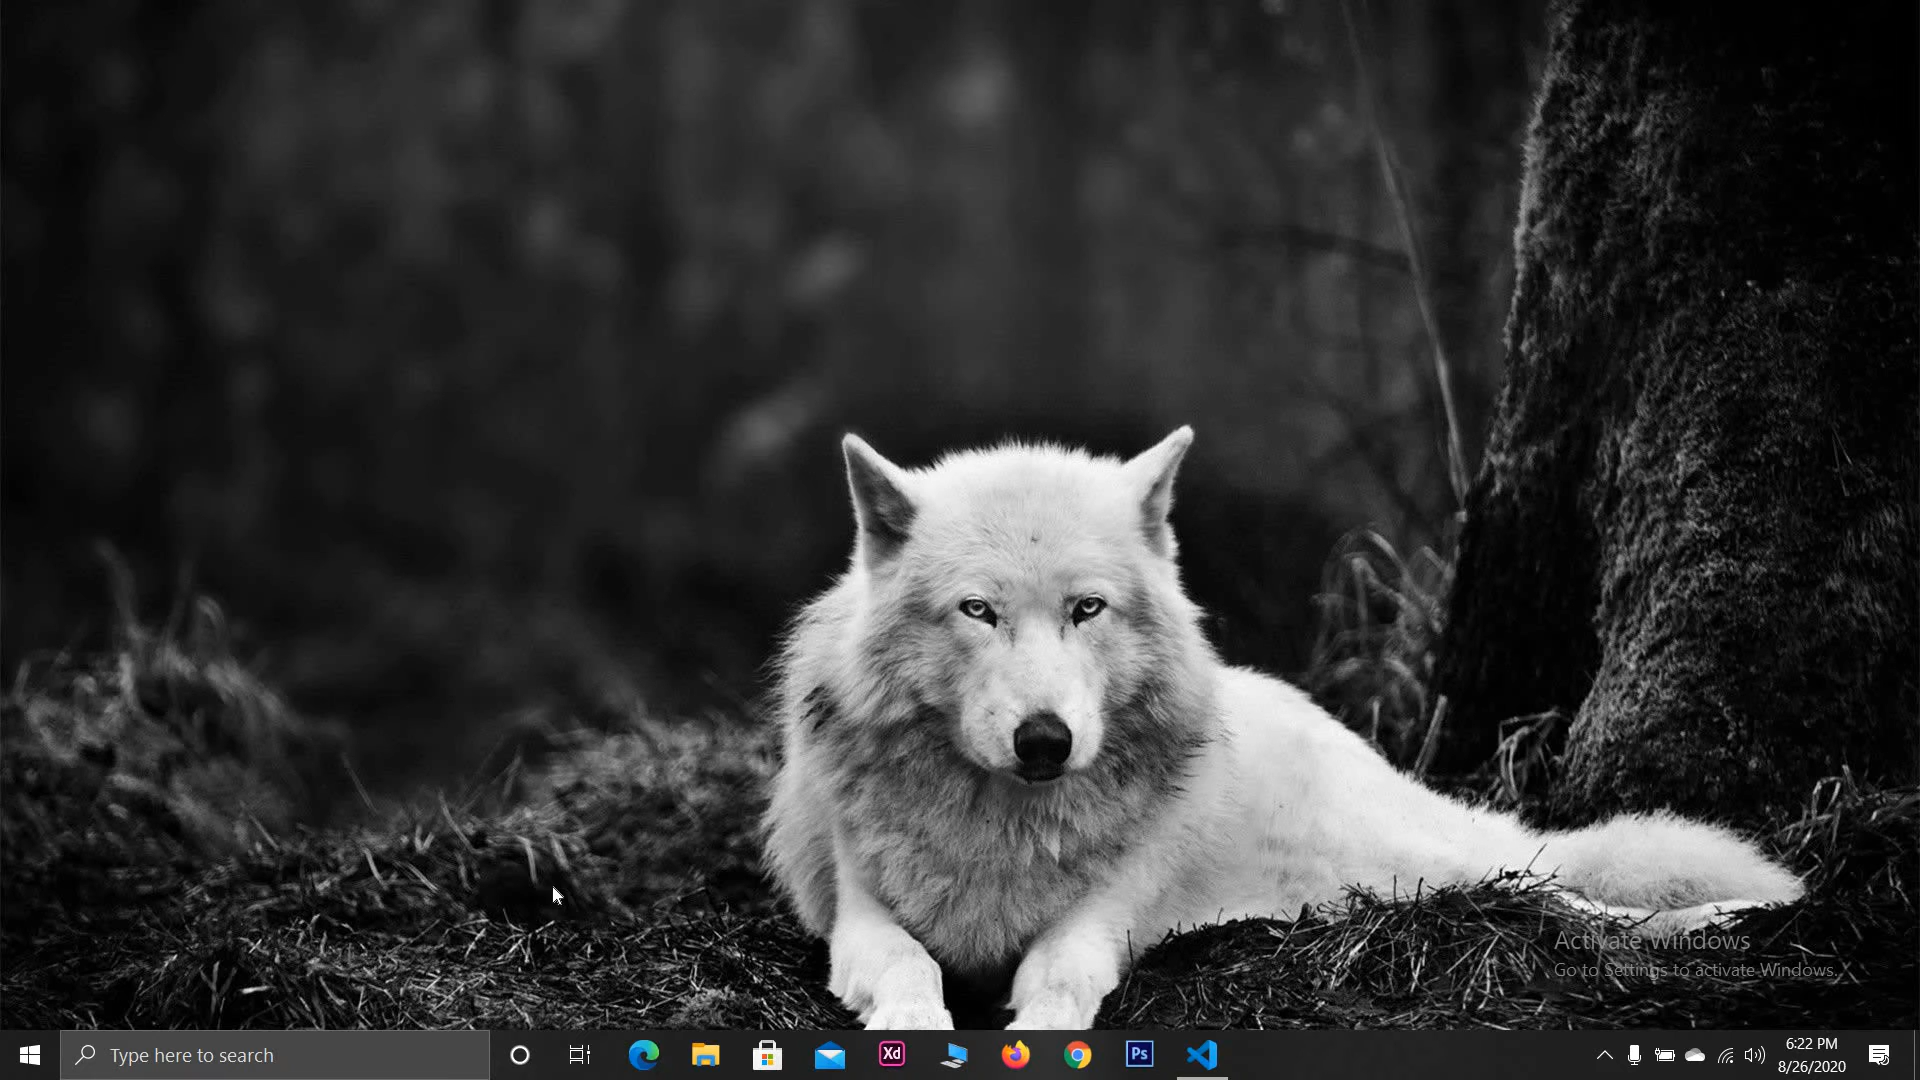 Activate Windows
Go to Settings to activate Windows.
Type here to search
Xd
Ps
6:22 PM
8/26/2020